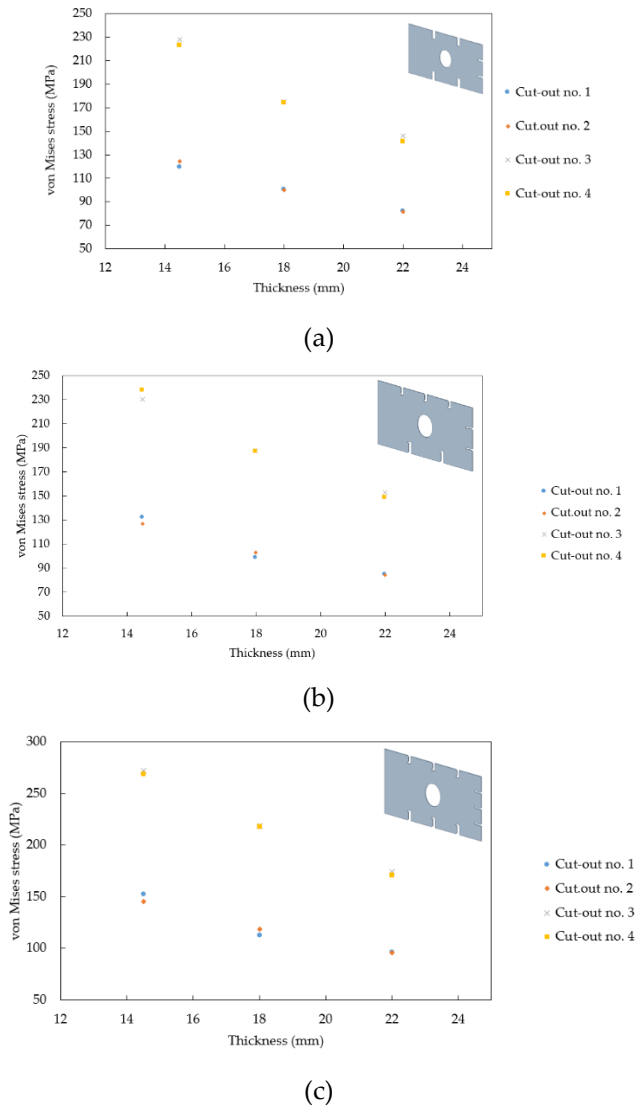 250
230
210
190
170
150
130
110
90
70
50
von Mises stress (MPa)
12 14 16 18 20 22 24
Thickness (mm)
Cut-out no. 1
Cut.out no. 2
Cut-out no. 3
Cut-out no. 4
(a)
250
230
210
190
170
150
130
110
90
70
50
von Mises stress (MPa)
12 14 16 18 20 22 24
Thickness (mm)
Cut-out no. 1
Cut.out no. 2
Cut-out no. 3
Cut-out no. 4
(b)
300
250
200
150
100
50
von Mises stress (MPa)
12 14 16 18 20 22 24
Thickness (mm)
Cut-out no. 1
Cut.out no. 2
Cut-out no. 3
Cut-out no. 4
(c)